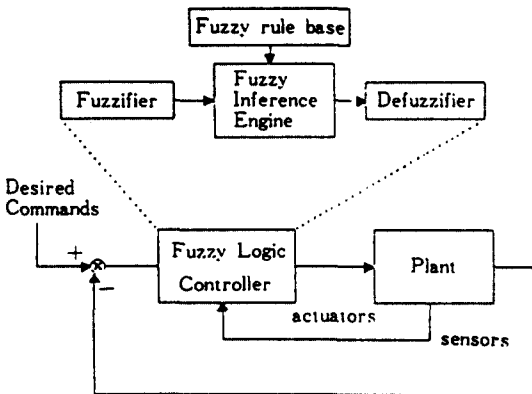 Fuzzy rule base
Fuzzifier
Fuzzy
Inference
Engine
Defuzzifier
Desired
Commands
+
−
Fuzzy Logic
Controller
Plant
actuators
sensors